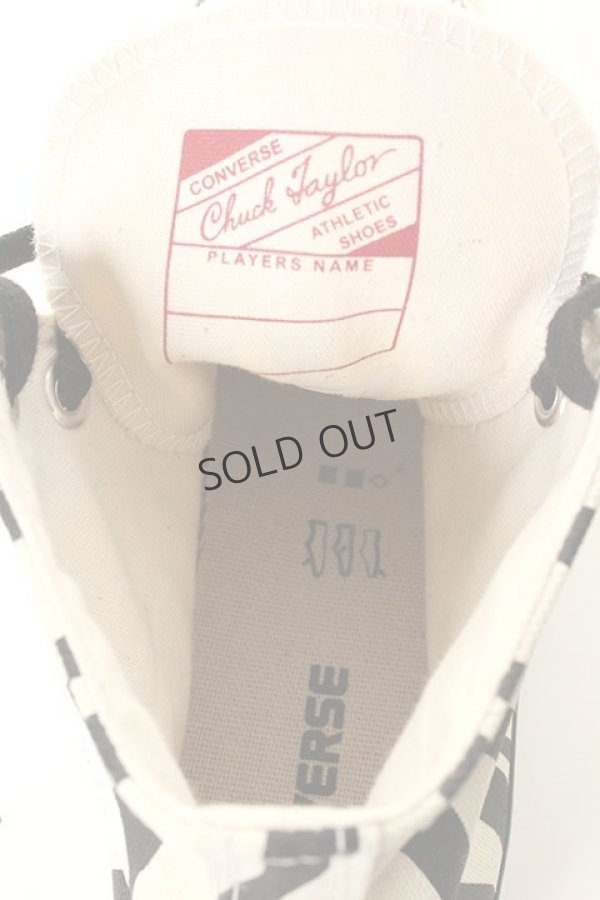 CONVERSE
Chuck Taylor
ATHLETIC
SHOES
PLAYERS NAME
SOLD OUT
VERSE